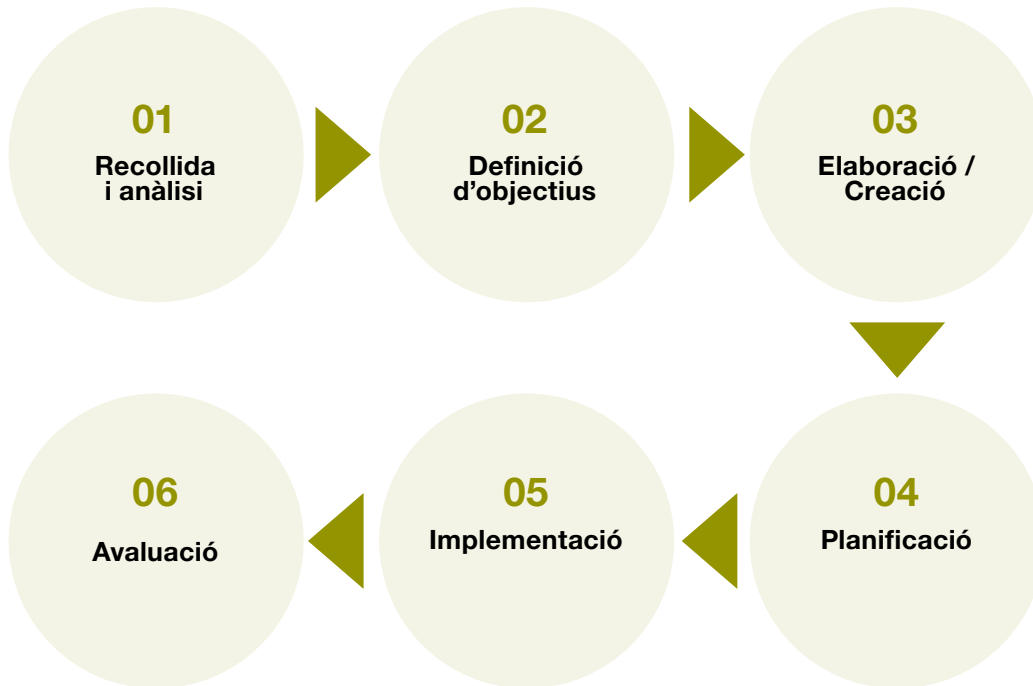 01
Recollida
i anàlisi
02
Definició
d’objectius
03
Elaboració /
Creació
04
Planificació
05
Implementació
06
Avaluació